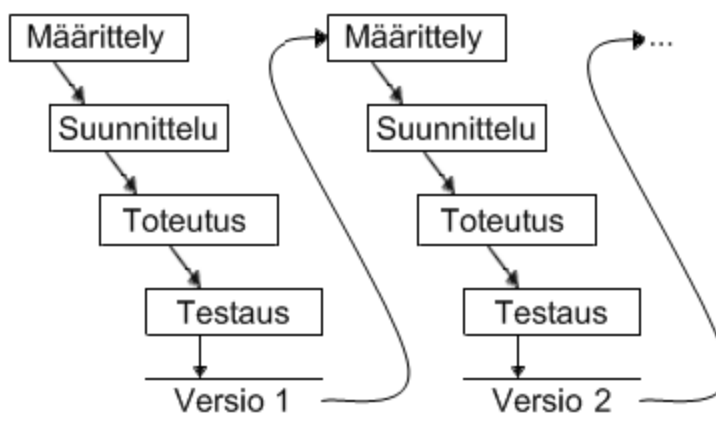 Määrittely
Suunnittelu
Toteutus
Testaus
Versio 1
Määrittely
Suunnittelu
Toteutus
Testaus
Versio 2
...